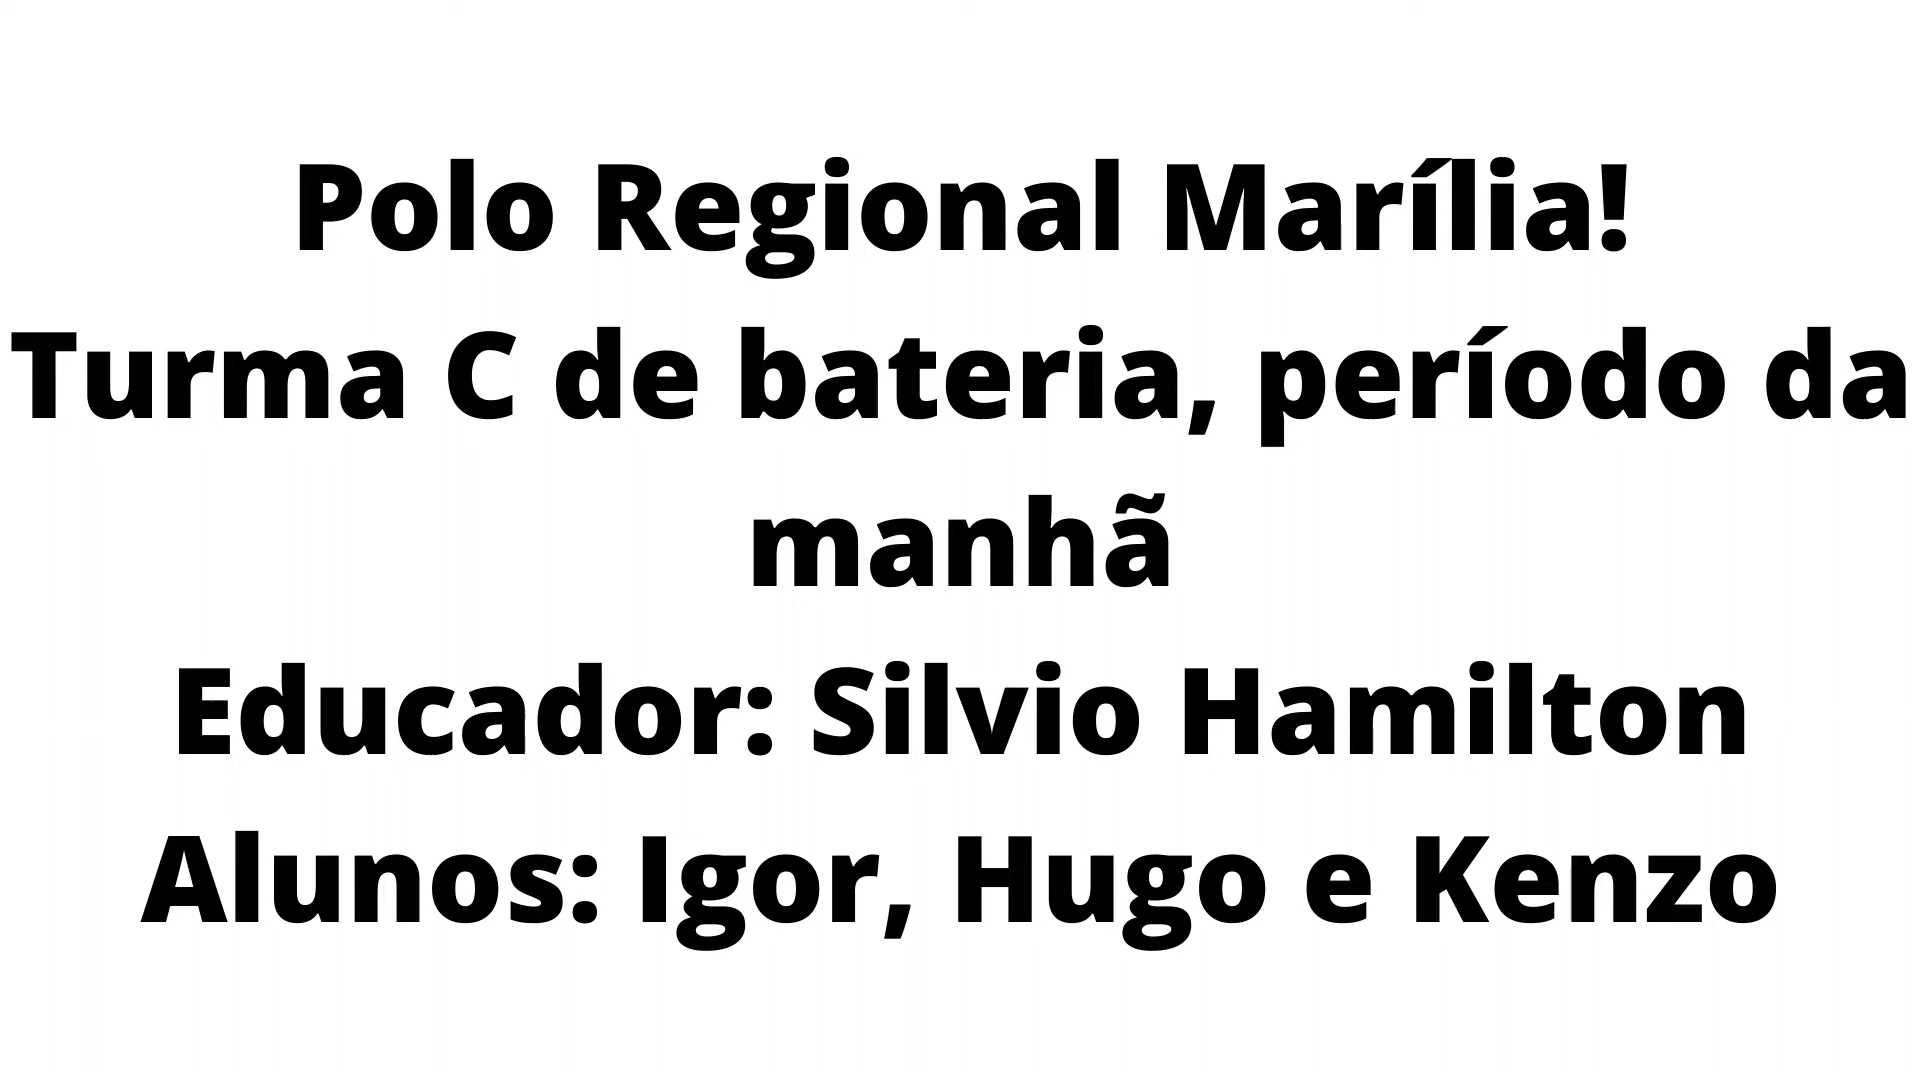 Polo Regional Marília!
Turma C de bateria, período da
manhã
Educador: Silvio Hamilton
Alunos: Igor, Hugo e Kenzo